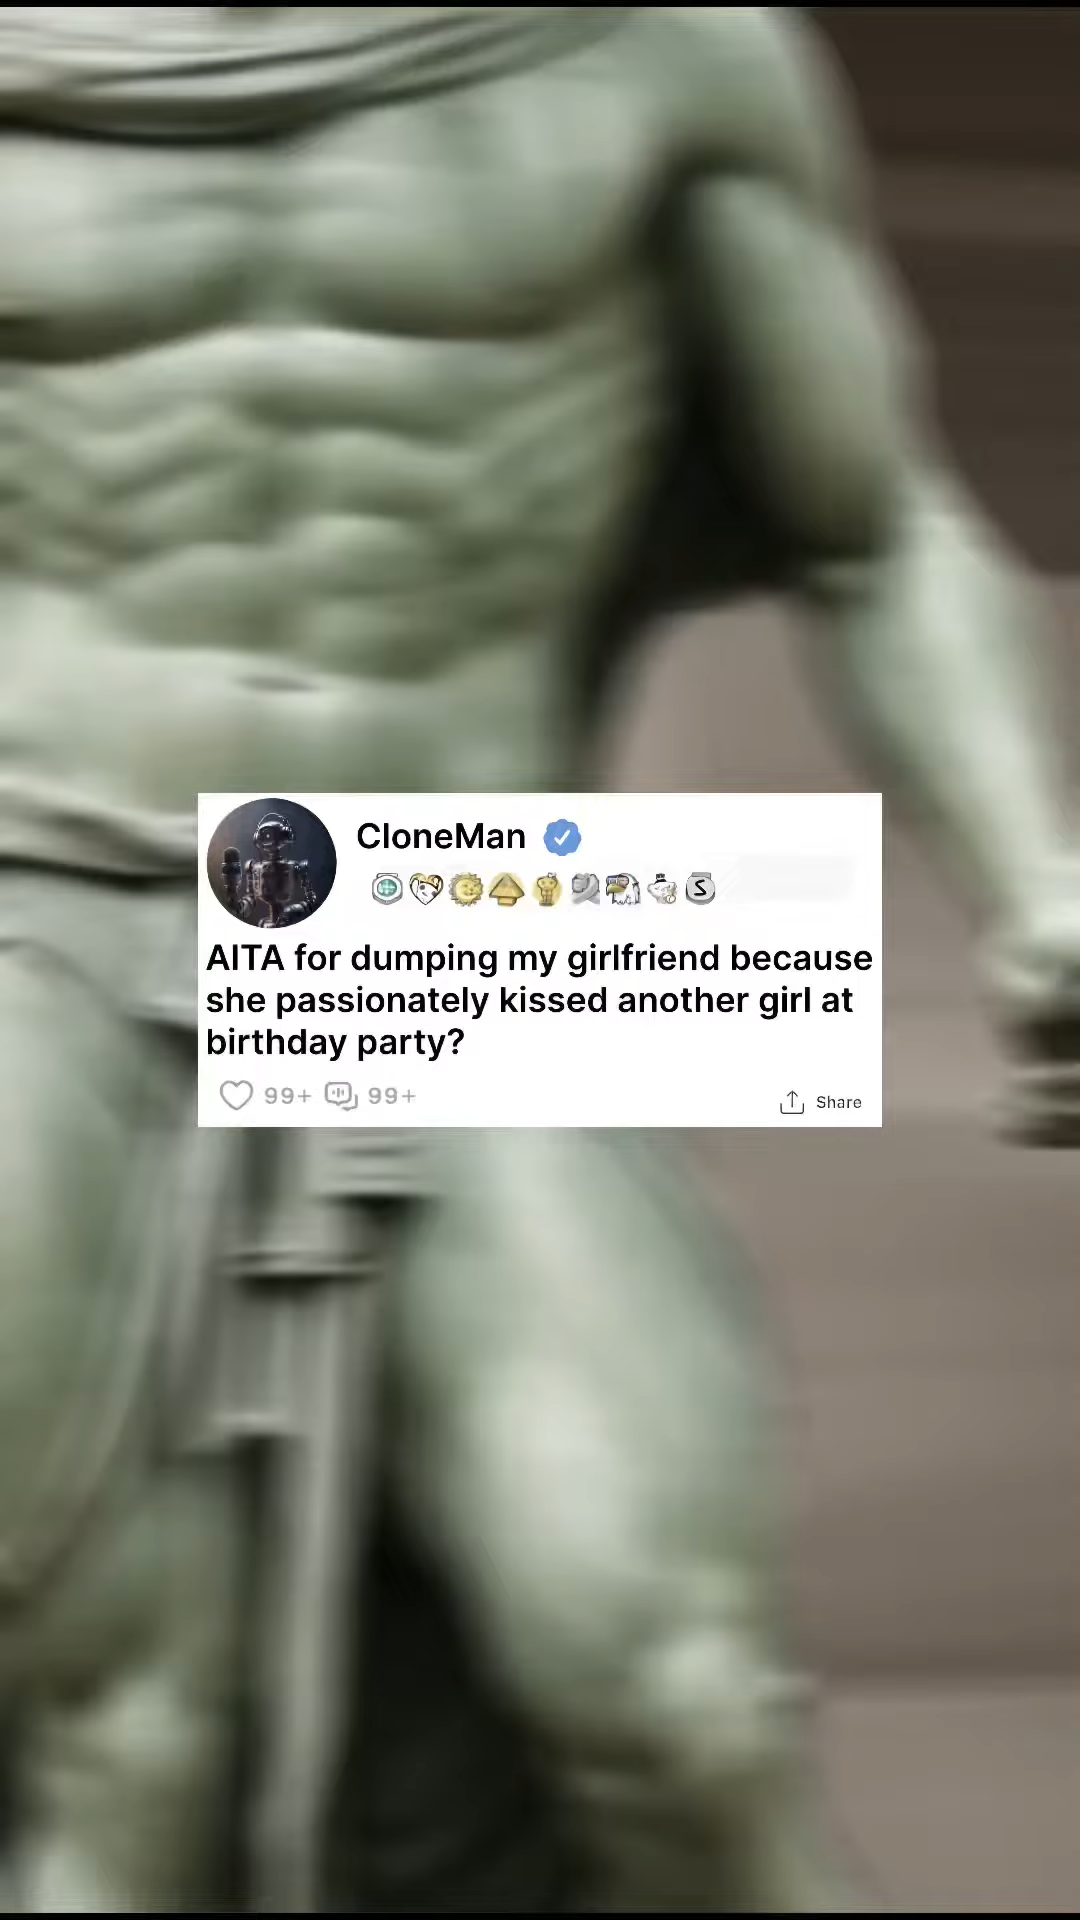 CloneMan
S
AITA for dumping my girlfriend because
she passionately kissed another girl at
birthday party?
99+ 99+
Share